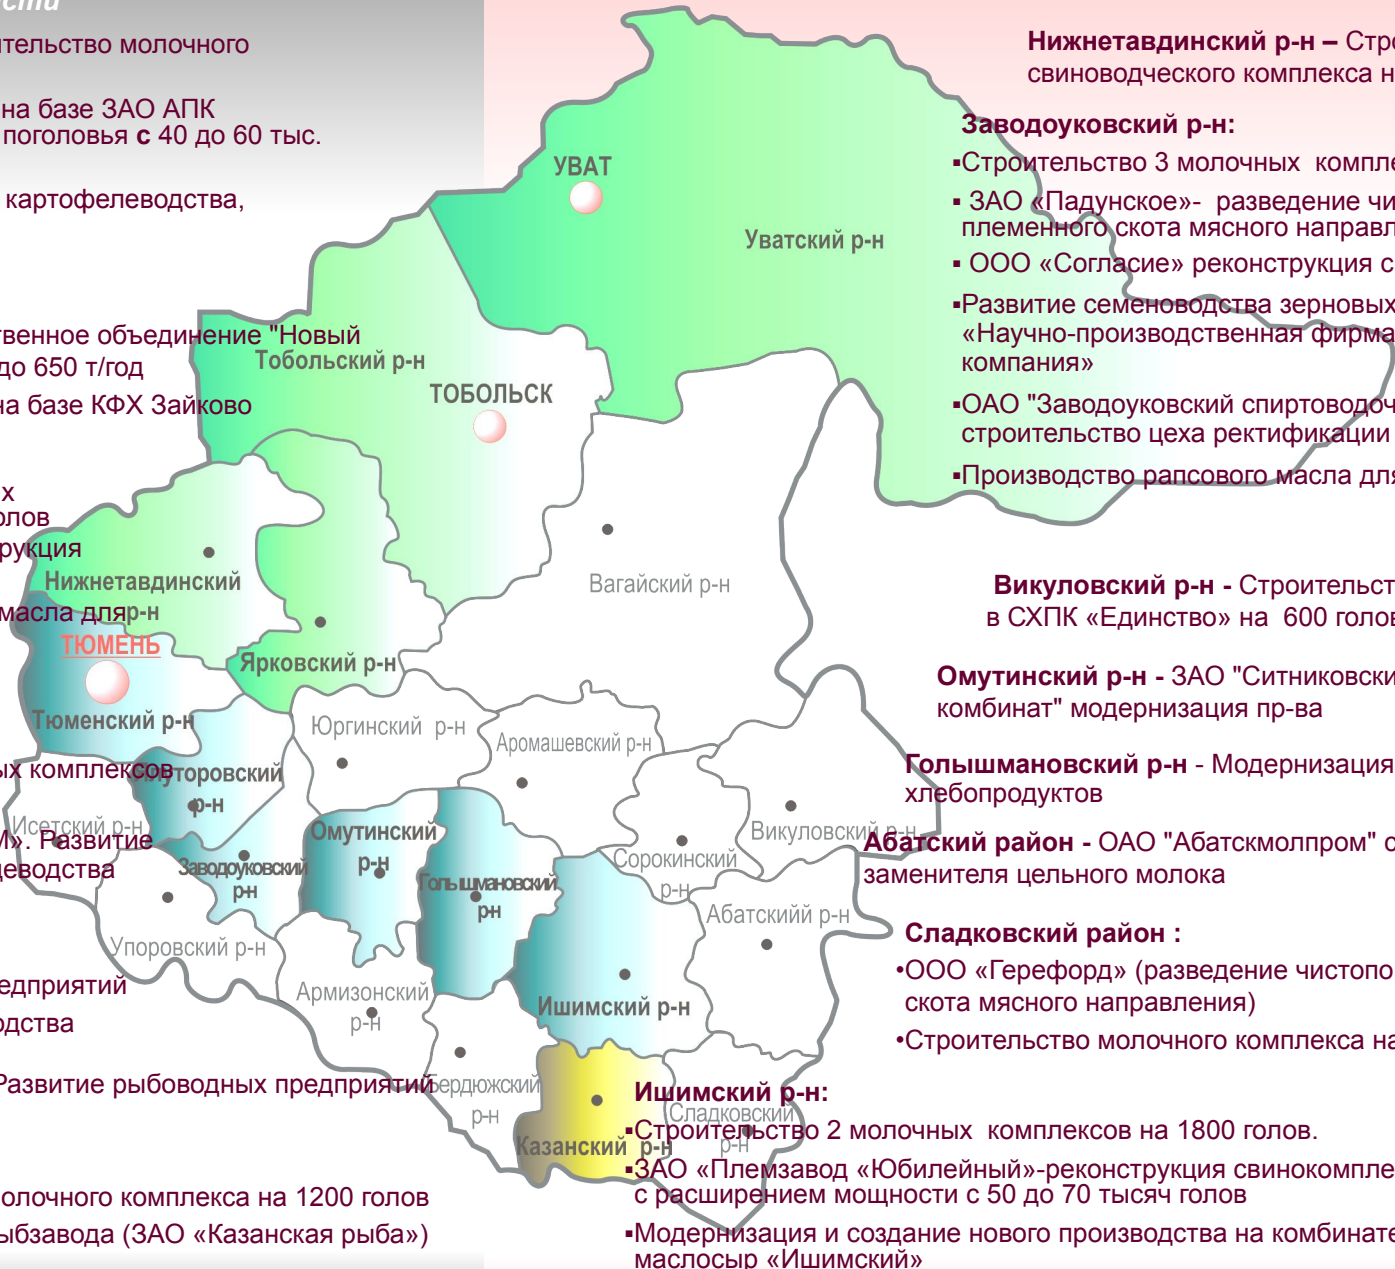 ительство молочного
на базе ЗАО АПК
поголовья с 40 до 60 тыс.
картофелеводства,
твенное объединение "Новый
до 650 т/год
на базе КФХ Зайково
х
олов
рукция
масла для
ых комплексов
М». Развитие
еводства
едприятий
одства
Развитие рыбоводных предприятий
олочного комплекса на 1200 голов
ыбзавода (ЗАО «Казанская рыба»)
УВАТ
Уватский р-н
Тобольский р-н
ТОБОЛЬСК
Вагайский р-н
Нижнетавдинский
р-н
ТЮМЕНЬ
Ярковский р-н
Тюменский р-н
Юргинский р-н
Аромашевский р-н
луторовский
р-н
Исетский р-н
Омутинский
р-н
Заводоуковский
р-н
Голышмановский
р-н
Сорокинский
р-н
Викуловский р-н
Абатскийй р-н
Упоровский р-н
Армизонский
р-н
Ишимский р-н
Бердюжский
р-н
Казанский р-н
Сладковский
р-н
Нижнетавдинский р-н – Стро
свиноводческого комплекса н
Заводоуковский р-н:
▪Строительство 3 молочных компле
▪ ЗАО «Падунское»- разведение чи
племенного скота мясного направл
▪ ООО «Согласие» реконструкция с
▪Развитие семеноводства зерновых
«Научно-производственная фирма
компания»
▪ОАО "Заводоуковский спиртоводоч
строительство цеха ректификации
▪Производство рапсового масла для
Викуловский р-н - Строительст
в СХПК «Единство» на 600 голов
Омутинский р-н - ЗАО "Ситниковски
комбинат" модернизация пр-ва
Голышмановский р-н - Модернизация
хлебопродуктов
Абатский район - ОАО "Абатскмолпром" с
заменителя цельного молока
Сладковский район :
•ООО «Герефорд» (разведение чистопо
скота мясного направления)
•Строительство молочного комплекса на
Ишимский р-н:
▪Строительство 2 молочных комплексов на 1800 голов.
▪ЗАО «Племзавод «Юбилейный»-реконструкция свинокомпле
с расширением мощности с 50 до 70 тысяч голов
▪Модернизация и создание нового производства на комбинате
маслосыр «Ишимский»